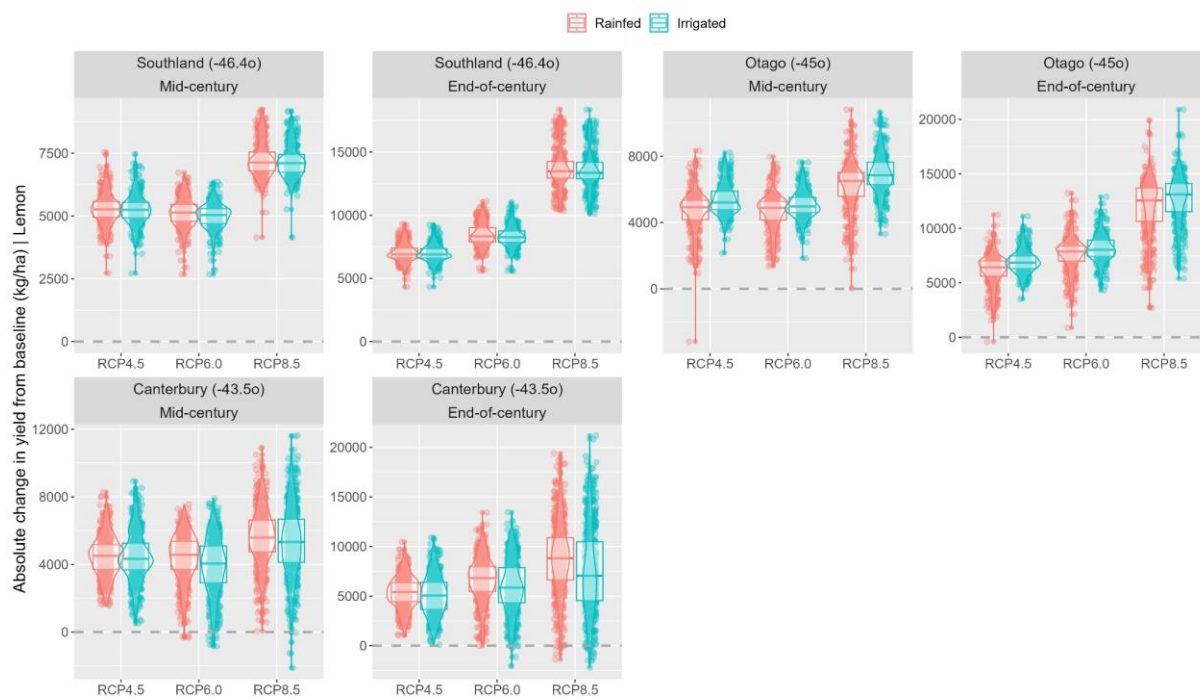 Rainfed Irrigated
Absolute change in yield from baseline (kg/ha) | Lemon
Southland (-46.4o)
Mid-century
7500
5000
2500
0
RCP4.5 RCP6.0 RCP8.5
Southland (-46.4o)
End-of-century
15000
10000
5000
0
RCP4.5 RCP6.0 RCP8.5
Otago (-45o)
Mid-century
8000
4000
0
RCP4.5 RCP6.0 RCP8.5
Otago (-45o)
End-of-century
20000
15000
10000
5000
0
RCP4.5 RCP6.0 RCP8.5
Canterbury (-43.5o)
Mid-century
12000
8000
4000
0
RCP4.5 RCP6.0 RCP8.5
Canterbury (-43.5o)
End-of-century
20000
15000
10000
5000
0
RCP4.5 RCP6.0 RCP8.5